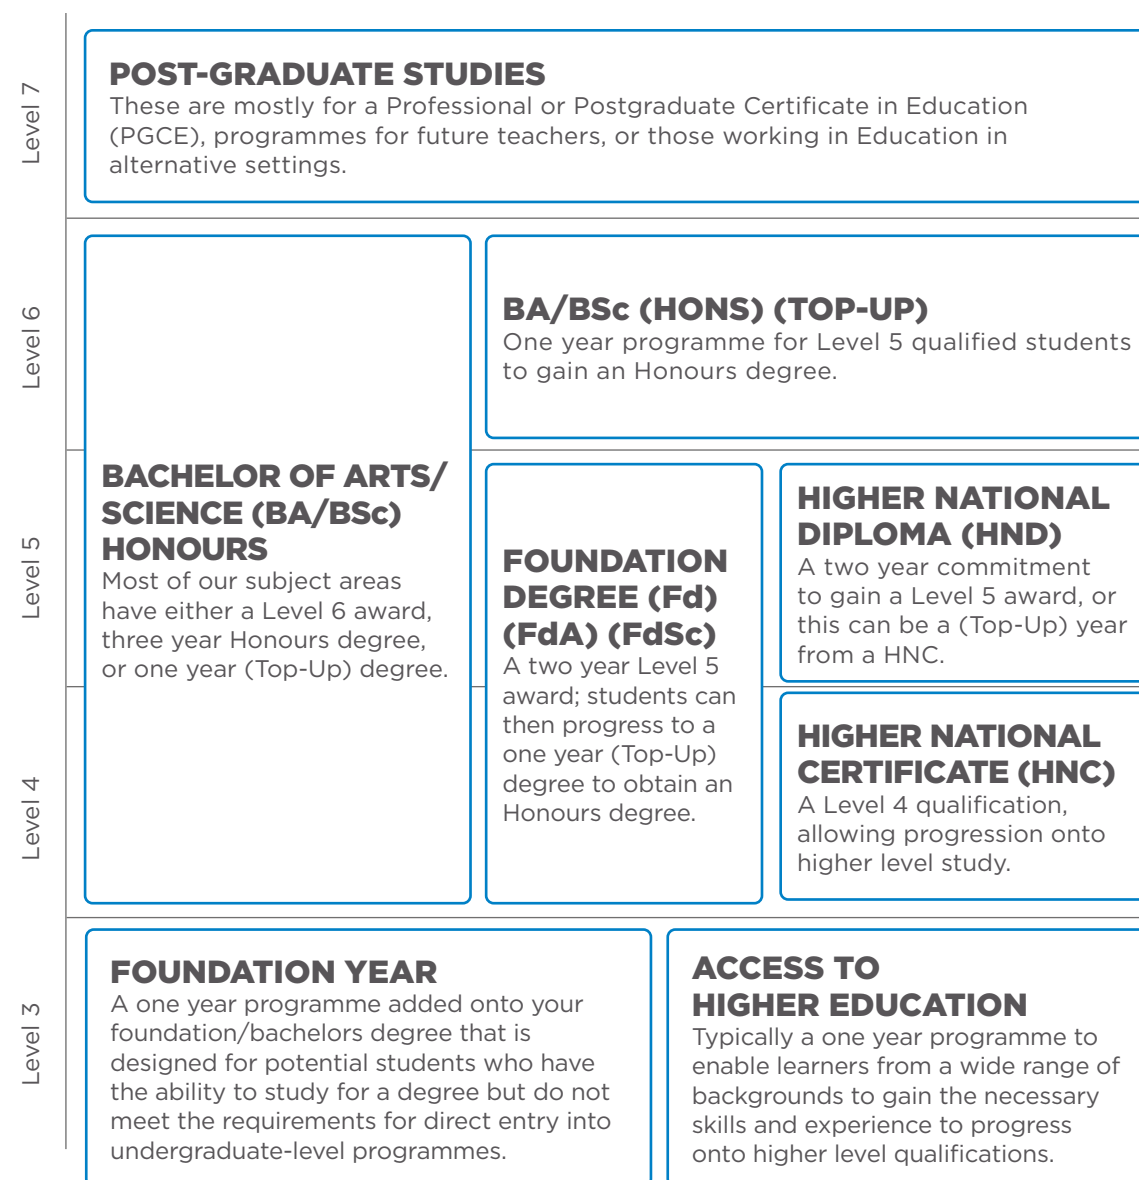 Level 7
POST-GRADUATE STUDIES
These are mostly for a Professional or Postgraduate Certificate in Education
(PGCE), programmes for future teachers, or those working in Education in
alternative settings.
Level 6
BA/BSc (HONS) (TOP-UP)
One year programme for Level 5 qualified students
to gain an Honours degree.
BACHELOR OF ARTS/
SCIENCE (BA/BSc)
HONOURS
Most of our subject areas
have either a Level 6 award,
three year Honours degree,
or one year (Top-Up) degree.
Level 5
FOUNDATION
DEGREE (Fd)
(FdA) (FdSc)
A two year Level 5
award; students can
then progress to a
one year (Top-Up)
degree to obtain an
Honours degree.
HIGHER NATIONAL
DIPLOMA (HND)
A two year commitment
to gain a Level 5 award, or
this can be a (Top-Up) year
from a HNC.
Level 4
HIGHER NATIONAL
CERTIFICATE (HNC)
A Level 4 qualification,
allowing progression onto
higher level study.
Level 3
FOUNDATION YEAR
A one year programme added onto your
foundation/bachelors degree that is
designed for potential students who have
the ability to study for a degree but do not
meet the requirements for direct entry into
undergraduate-level programmes.
ACCESS TO
HIGHER EDUCATION
Typically a one year programme to
enable learners from a wide range of
backgrounds to gain the necessary
skills and experience to progress
onto higher level qualifications.